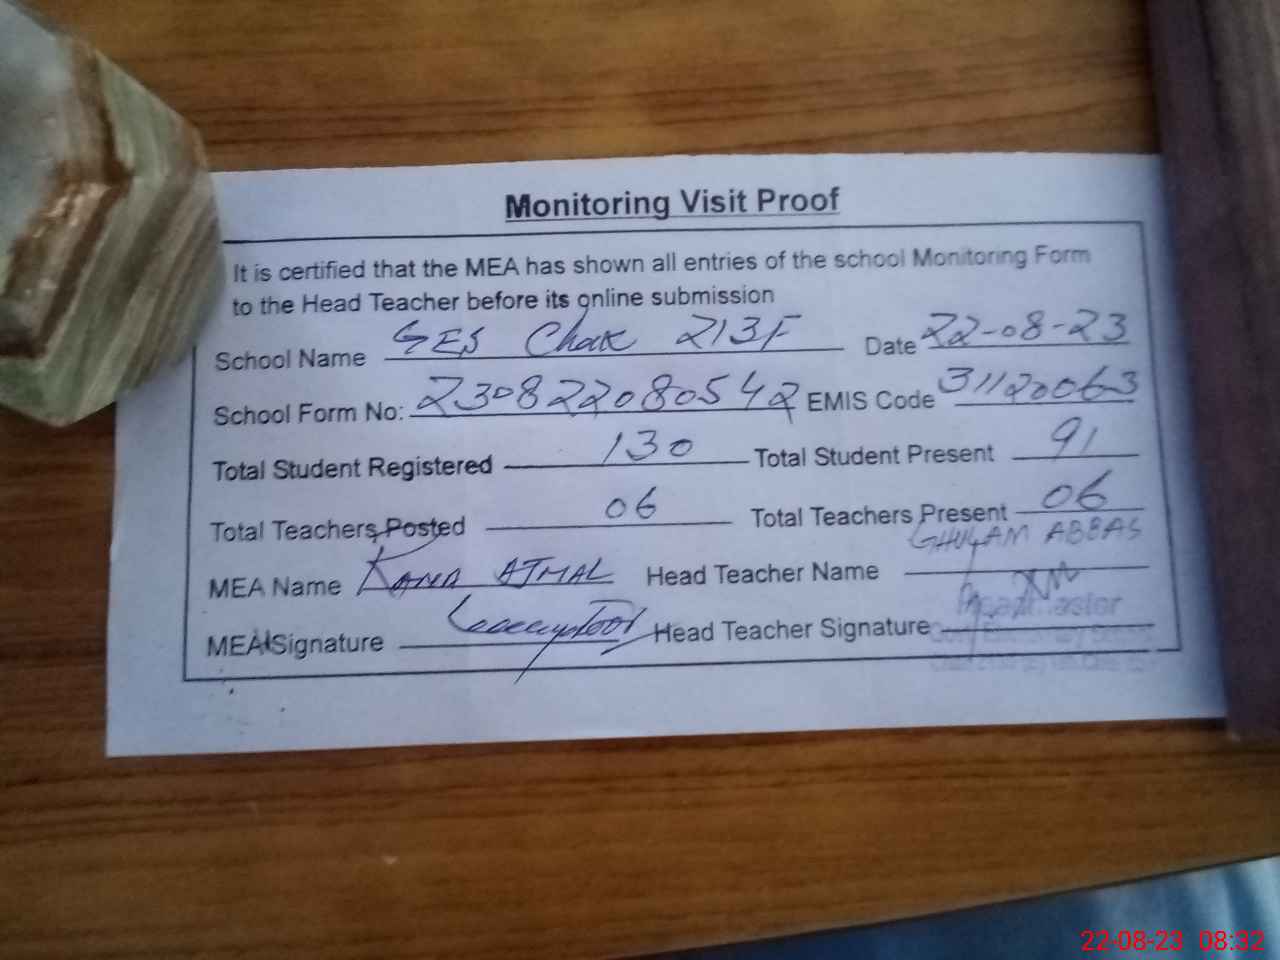 Monitoring Visit Proof
It is certified that the MEA has shown all entries of the school Monitoring Form
to the Head Teacher before its online submission
School Name GES Chak 213F Date 22-08-23
School Form No: 230822080542 EMIS Code 31120063
Total Student Registered 130 Total Student Present 91
Total Teachers Posted 06 Total Teachers Present 06
MEA Name RANA AJMAL Head Teacher Name GHULAM ABBAS
MEA Signature Head Teacher Signature
Headmaster
22-08-23 08:32